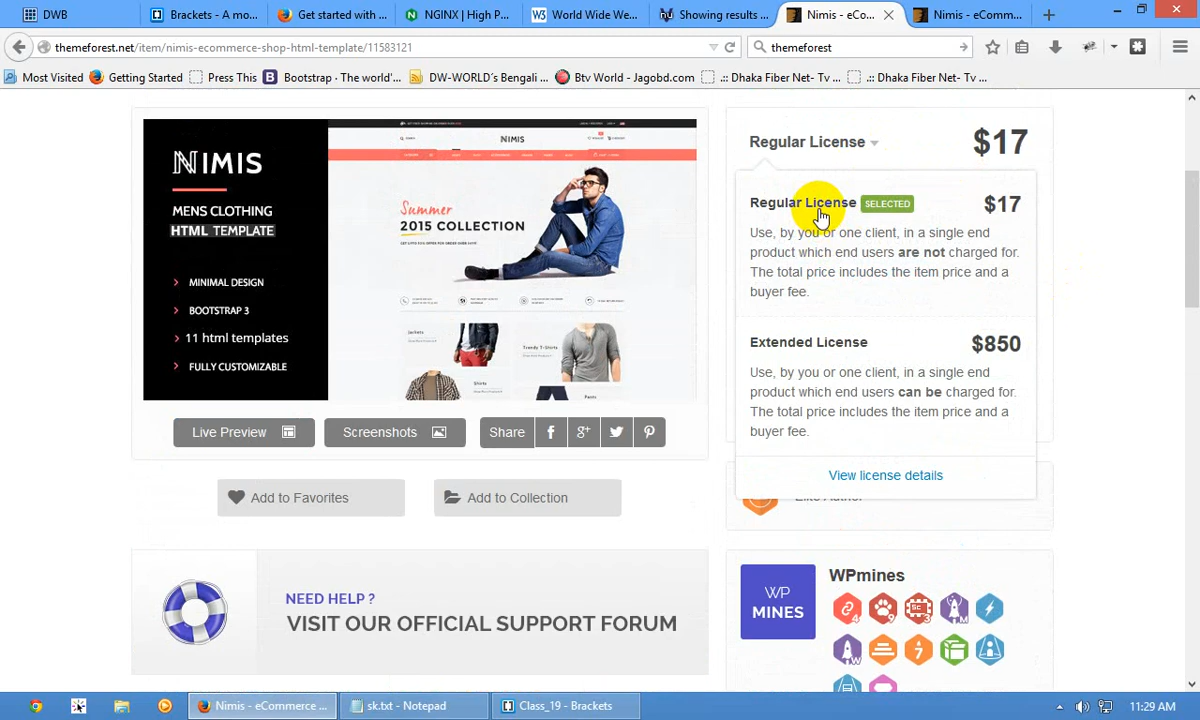 DWB
Brackets - A mo...
Get started with ...
NGINX | High P...
World Wide We...
Showing results ...
Nimis - eCo...
Nimis - eComm...
themeforest.net/item/nimis-ecommerce-shop-html-template/11583121
themeforest
Most Visited
Getting Started
Press This
Bootstrap · The world'...
DW-WORLD´s Bengali ...
Btv World - Jagobd.com
.:: Dhaka Fiber Net- Tv ...
.:: Dhaka Fiber Net- Tv ...
NIMIS
MENS CLOTHING
HTML TEMPLATE
MINIMAL DESIGN
BOOTSTRAP 3
11 html templates
FULLY CUSTOMIZABLE
NIMIS
Summer
2015 COLLECTION
Jackets
Trendy T-Shirts
Shirts
Pants
Live Preview
Screenshots
Share
Add to Favorites
Add to Collection
NEED HELP ?
VISIT OUR OFFICIAL SUPPORT FORUM
Regular License $17
Regular License SELECTED $17
Use, by you or one client, in a single end
product which end users are not charged for.
The total price includes the item price and a
buyer fee.
Extended License $850
Use, by you or one client, in a single end
product which end users can be charged for.
The total price includes the item price and a
buyer fee.
View license details
Elite Author
WP
MINES
WPmines
Nimis - eCommerce ...
sk.txt - Notepad
Class_19 - Brackets
11:29 AM